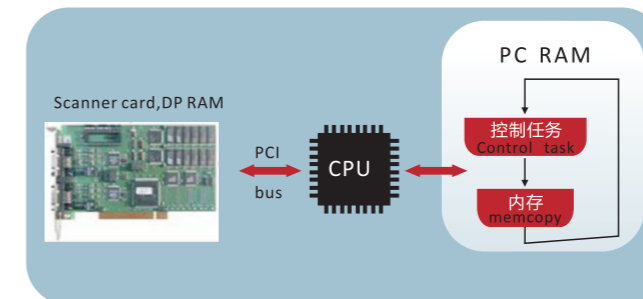 Scanner card,DP RAM
PCI
bus
CPU
PC RAM
控制任务
Control task
内存
memcopy